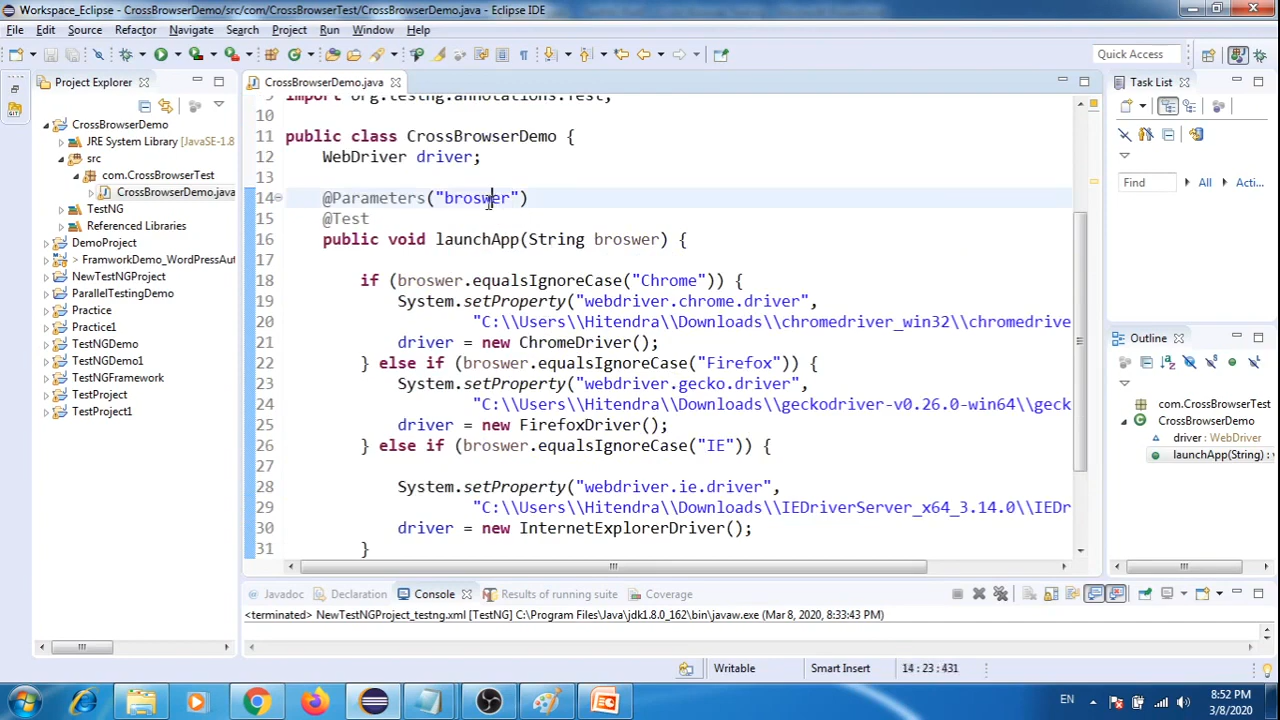 Workspace_Eclipse - CrossBrowserDemo/src/com/CrossBrowserTest/CrossBrowserDemo.java - Eclipse IDE
File Edit Source Refactor Navigate Search Project Run Window Help
Quick Access
Project Explorer
CrossBrowserDemo
JRE System Library [JavaSE-1.8
src
com.CrossBrowserTest
CrossBrowserDemo.java
TestNG
Referenced Libraries
DemoProject
> FramworkDemo_WordPressAut
NewTestNGProject
ParallelTestingDemo
Practice
Practice1
TestNGDemo
TestNGDemo1
TestNGFramework
TestProject
TestProject1
CrossBrowserDemo.java
9 import org.testng.annotations.Test;
10
11 public class CrossBrowserDemo {
12 WebDriver driver;
13
14 @Parameters("broswer")
15 @Test
16 public void launchApp(String broswer) {
17
18 if (broswer.equalsIgnoreCase("Chrome")) {
19 System.setProperty("webdriver.chrome.driver",
20 "C:\\Users\\Hitendra\\Downloads\\chromedriver_win32\\chromedrive
21 driver = new ChromeDriver();
22 } else if (broswer.equalsIgnoreCase("Firefox")) {
23 System.setProperty("webdriver.gecko.driver",
24 "C:\\Users\\Hitendra\\Downloads\\geckodriver-v0.26.0-win64\\geck
25 driver = new FirefoxDriver();
26 } else if (broswer.equalsIgnoreCase("IE")) {
27
28 System.setProperty("webdriver.ie.driver",
29 "C:\\Users\\Hitendra\\Downloads\\IEDriverServer_x64_3.14.0\\IEDr
30 driver = new InternetExplorerDriver();
31 }
Task List
Find All Acti...
Outline
com.CrossBrowserTest
CrossBrowserDemo
driver : WebDriver
launchApp(String) : v
Javadoc Declaration Console Results of running suite Coverage
<terminated> NewTestNGProject_testng.xml [TestNG] C:\Program Files\Java\jdk1.8.0_162\bin\javaw.exe (Mar 8, 2020, 8:33:43 PM)
Writable Smart Insert 14 : 23 : 431
EN
8:52 PM
3/8/2020